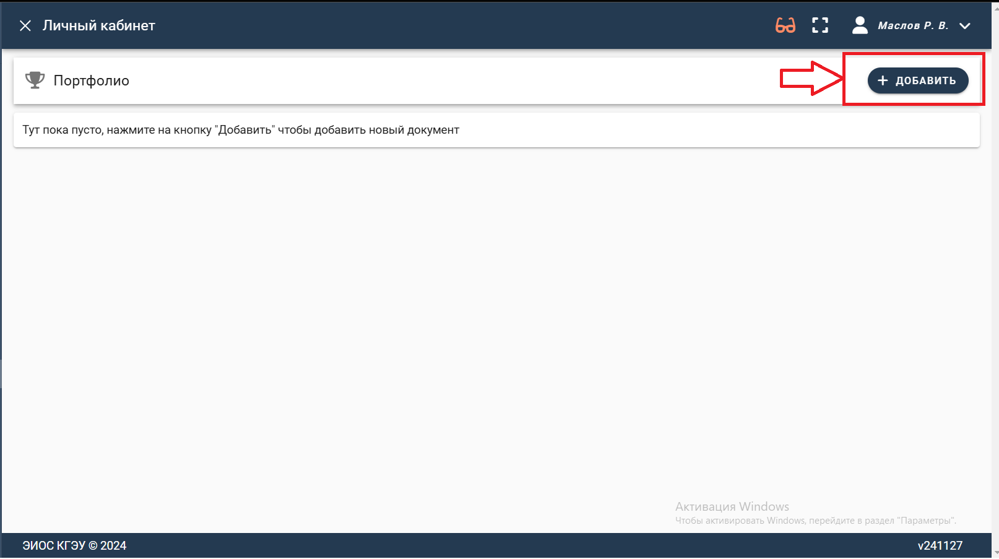 Личный кабинет
Маслов Р. В.
Портфолио
ДОБАВИТЬ
Тут пока пусто, нажмите на кнопку "Добавить" чтобы добавить новый документ
Активация Windows
Чтобы активировать Windows, перейдите в раздел "Параметры".
ЭИОС КГЭУ © 2024
v241127